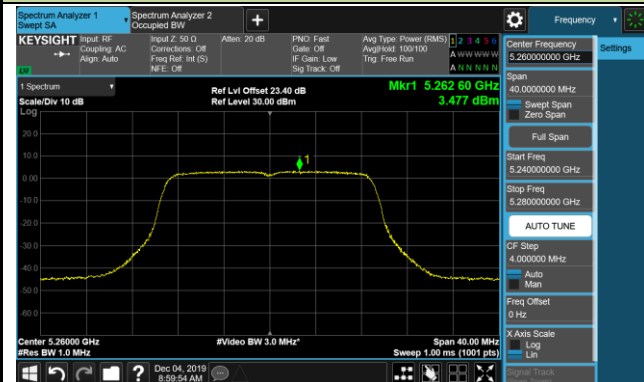 Spectrum Analyzer 1
Swept SA
Spectrum Analyzer 2
Occupied BW
+
Frequency
KEYSIGHT
Input: RF
Coupling: AC
Align: Auto
Input Z: 50 Ω
Corrections: Off
Freq Ref: Int (S)
NFE: Off
Atten: 20 dB
PNO: Fast
Gate: Off
IF Gain: Low
Sig Track: Off
Avg Type: Power (RMS)
Avg|Hold: 100/100
Trig: Free Run
1 2 3 4 5 6
A W W W W W
A N N N N N
Center Frequency
5.260000000 GHz
Settings
Span
40.0000000 MHz
Swept Span
Zero Span
Full Span
Start Freq
5.240000000 GHz
Stop Freq
5.280000000 GHz
AUTO TUNE
CF Step
4.000000 MHz
Auto
Man
Freq Offset
0 Hz
X Axis Scale
Log
Lin
Signal Track
1 Spectrum
Scale/Div 10 dB
Log
Ref Lvl Offset 23.40 dB
Ref Level 30.00 dBm
Mkr1 5.262 60 GHz
3.477 dBm
20.0
10.0
0.00
-10.0
-20.0
-30.0
-40.0
-50.0
-60.0
1
Center 5.26000 GHz
#Res BW 1.0 MHz
#Video BW 3.0 MHz*
Span 40.00 MHz
Sweep 1.00 ms (1001 pts)
?
Dec 04, 2019
8:59:54 AM